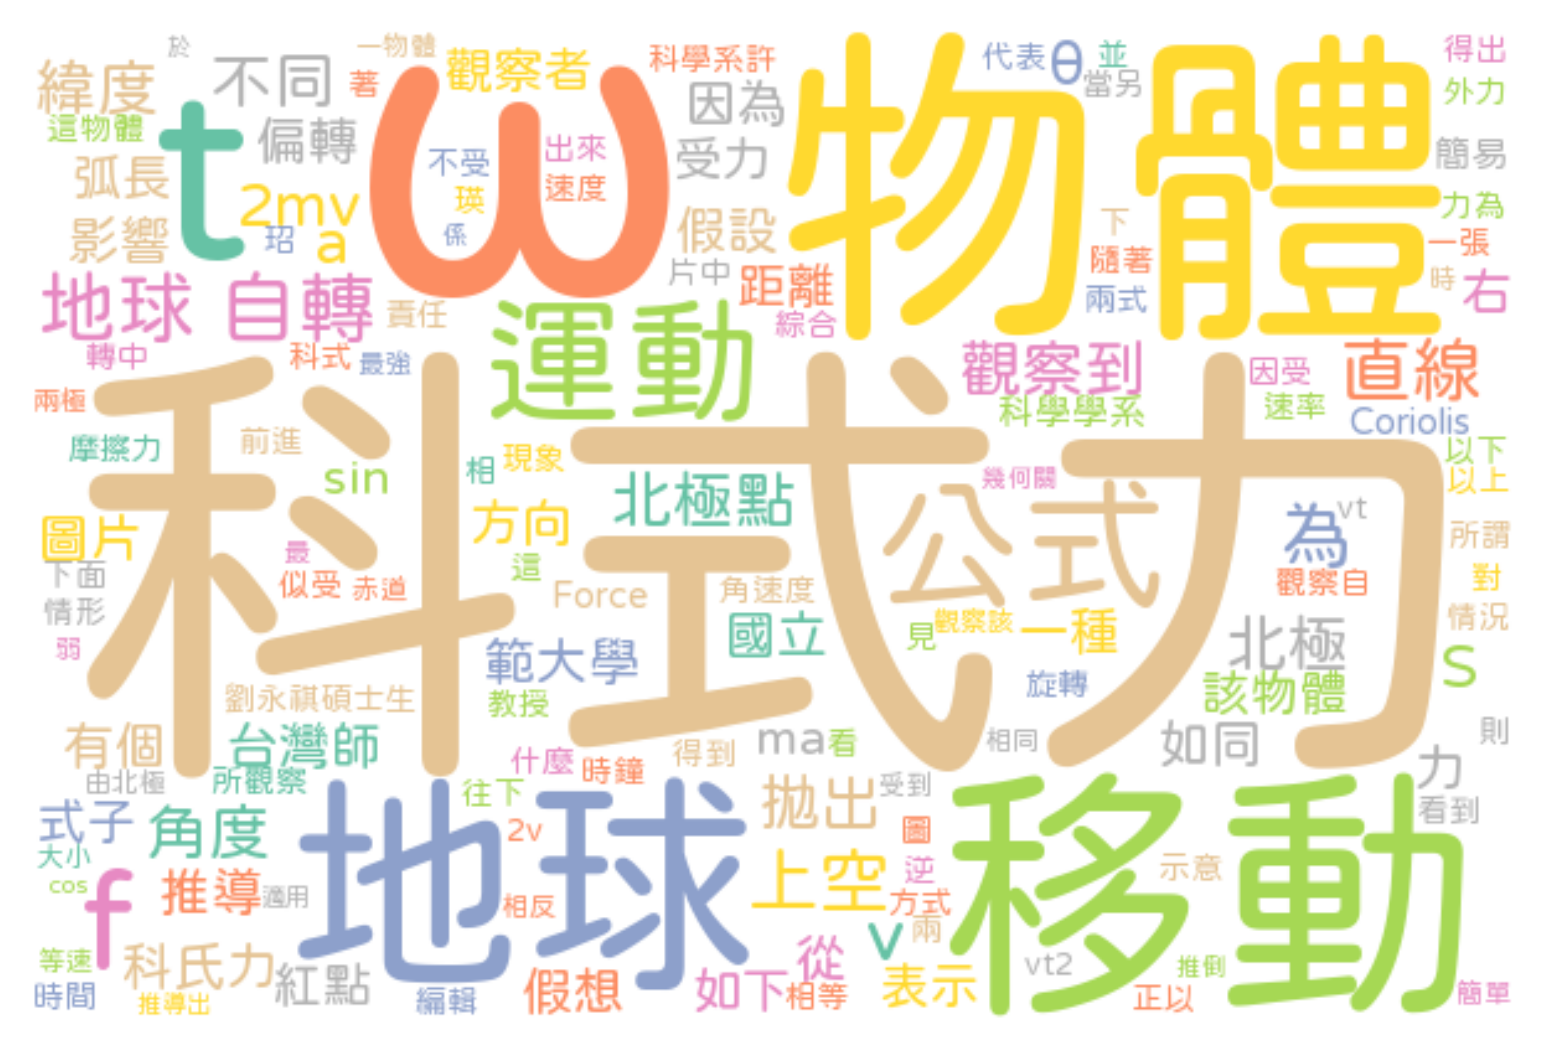 於
一物體
科學系許
代表
θ
並
得出
緯度
不同
著
觀察者
因為
當另
外力
物體
ω
t
這物體
偏轉
不受
出來
受力
簡易
弧長
2mv
瑛
速度
力為
影響
珆
a
係
假設
下
一張
片中
距離
隨著
時
右
地球
自轉
責任
運動
綜合
兩式
轉中
科式
最強
觀察到
因受
直線
兩極
科學學系
速率
Coriolis
科式力
摩擦力
前進
sin
相
現象
北極點
幾何關
公式
以下
以上
圖片
方向
為
vt
所謂
下面
最
這
似受
赤道
Force
角速度
觀察自
對
情形
弱
範大學
國立
見
觀察該
一種
北極
情況
S
劉永祺碩士生
教授
旋轉
該物體
有個
台灣師
什麼
時鐘
得到
ma
看
相同
如同
則
由北極
所觀察
往下
拋出
受到
力
看到
式子
角度
地球
2v
圖
移動
大小
cos
f
推導
適用
相反
上空
逆
方式
示意
等速
科氏力
紅點
從
v
兩
vt2
推倒
時間
推導出
編輯
假想
如下
相等
表示
正以
簡單